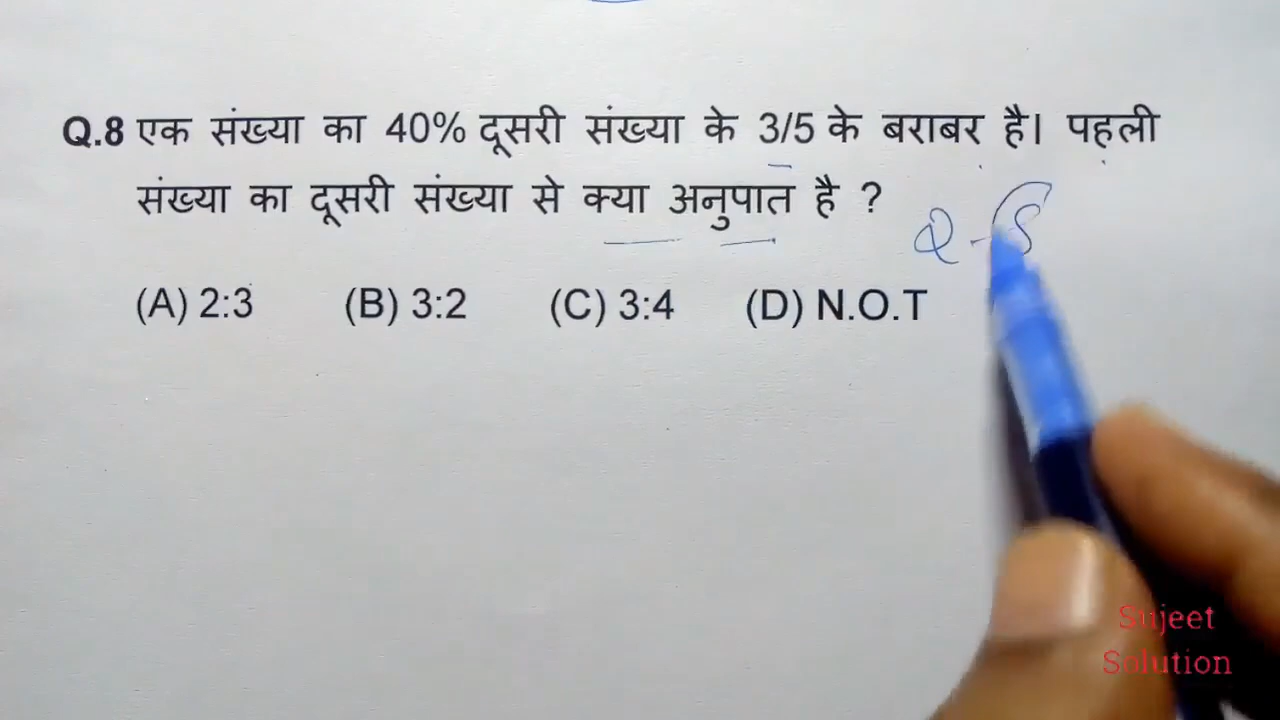 Q.8 एक संख्या का 40% दूसरी संख्या के 3/5 के बराबर है। पहली
संख्या का दूसरी संख्या से क्या अनुपात है ?
Q-8
(A) 2:3 (B) 3:2 (C) 3:4 (D) N.O.T
Sujeet
Solution